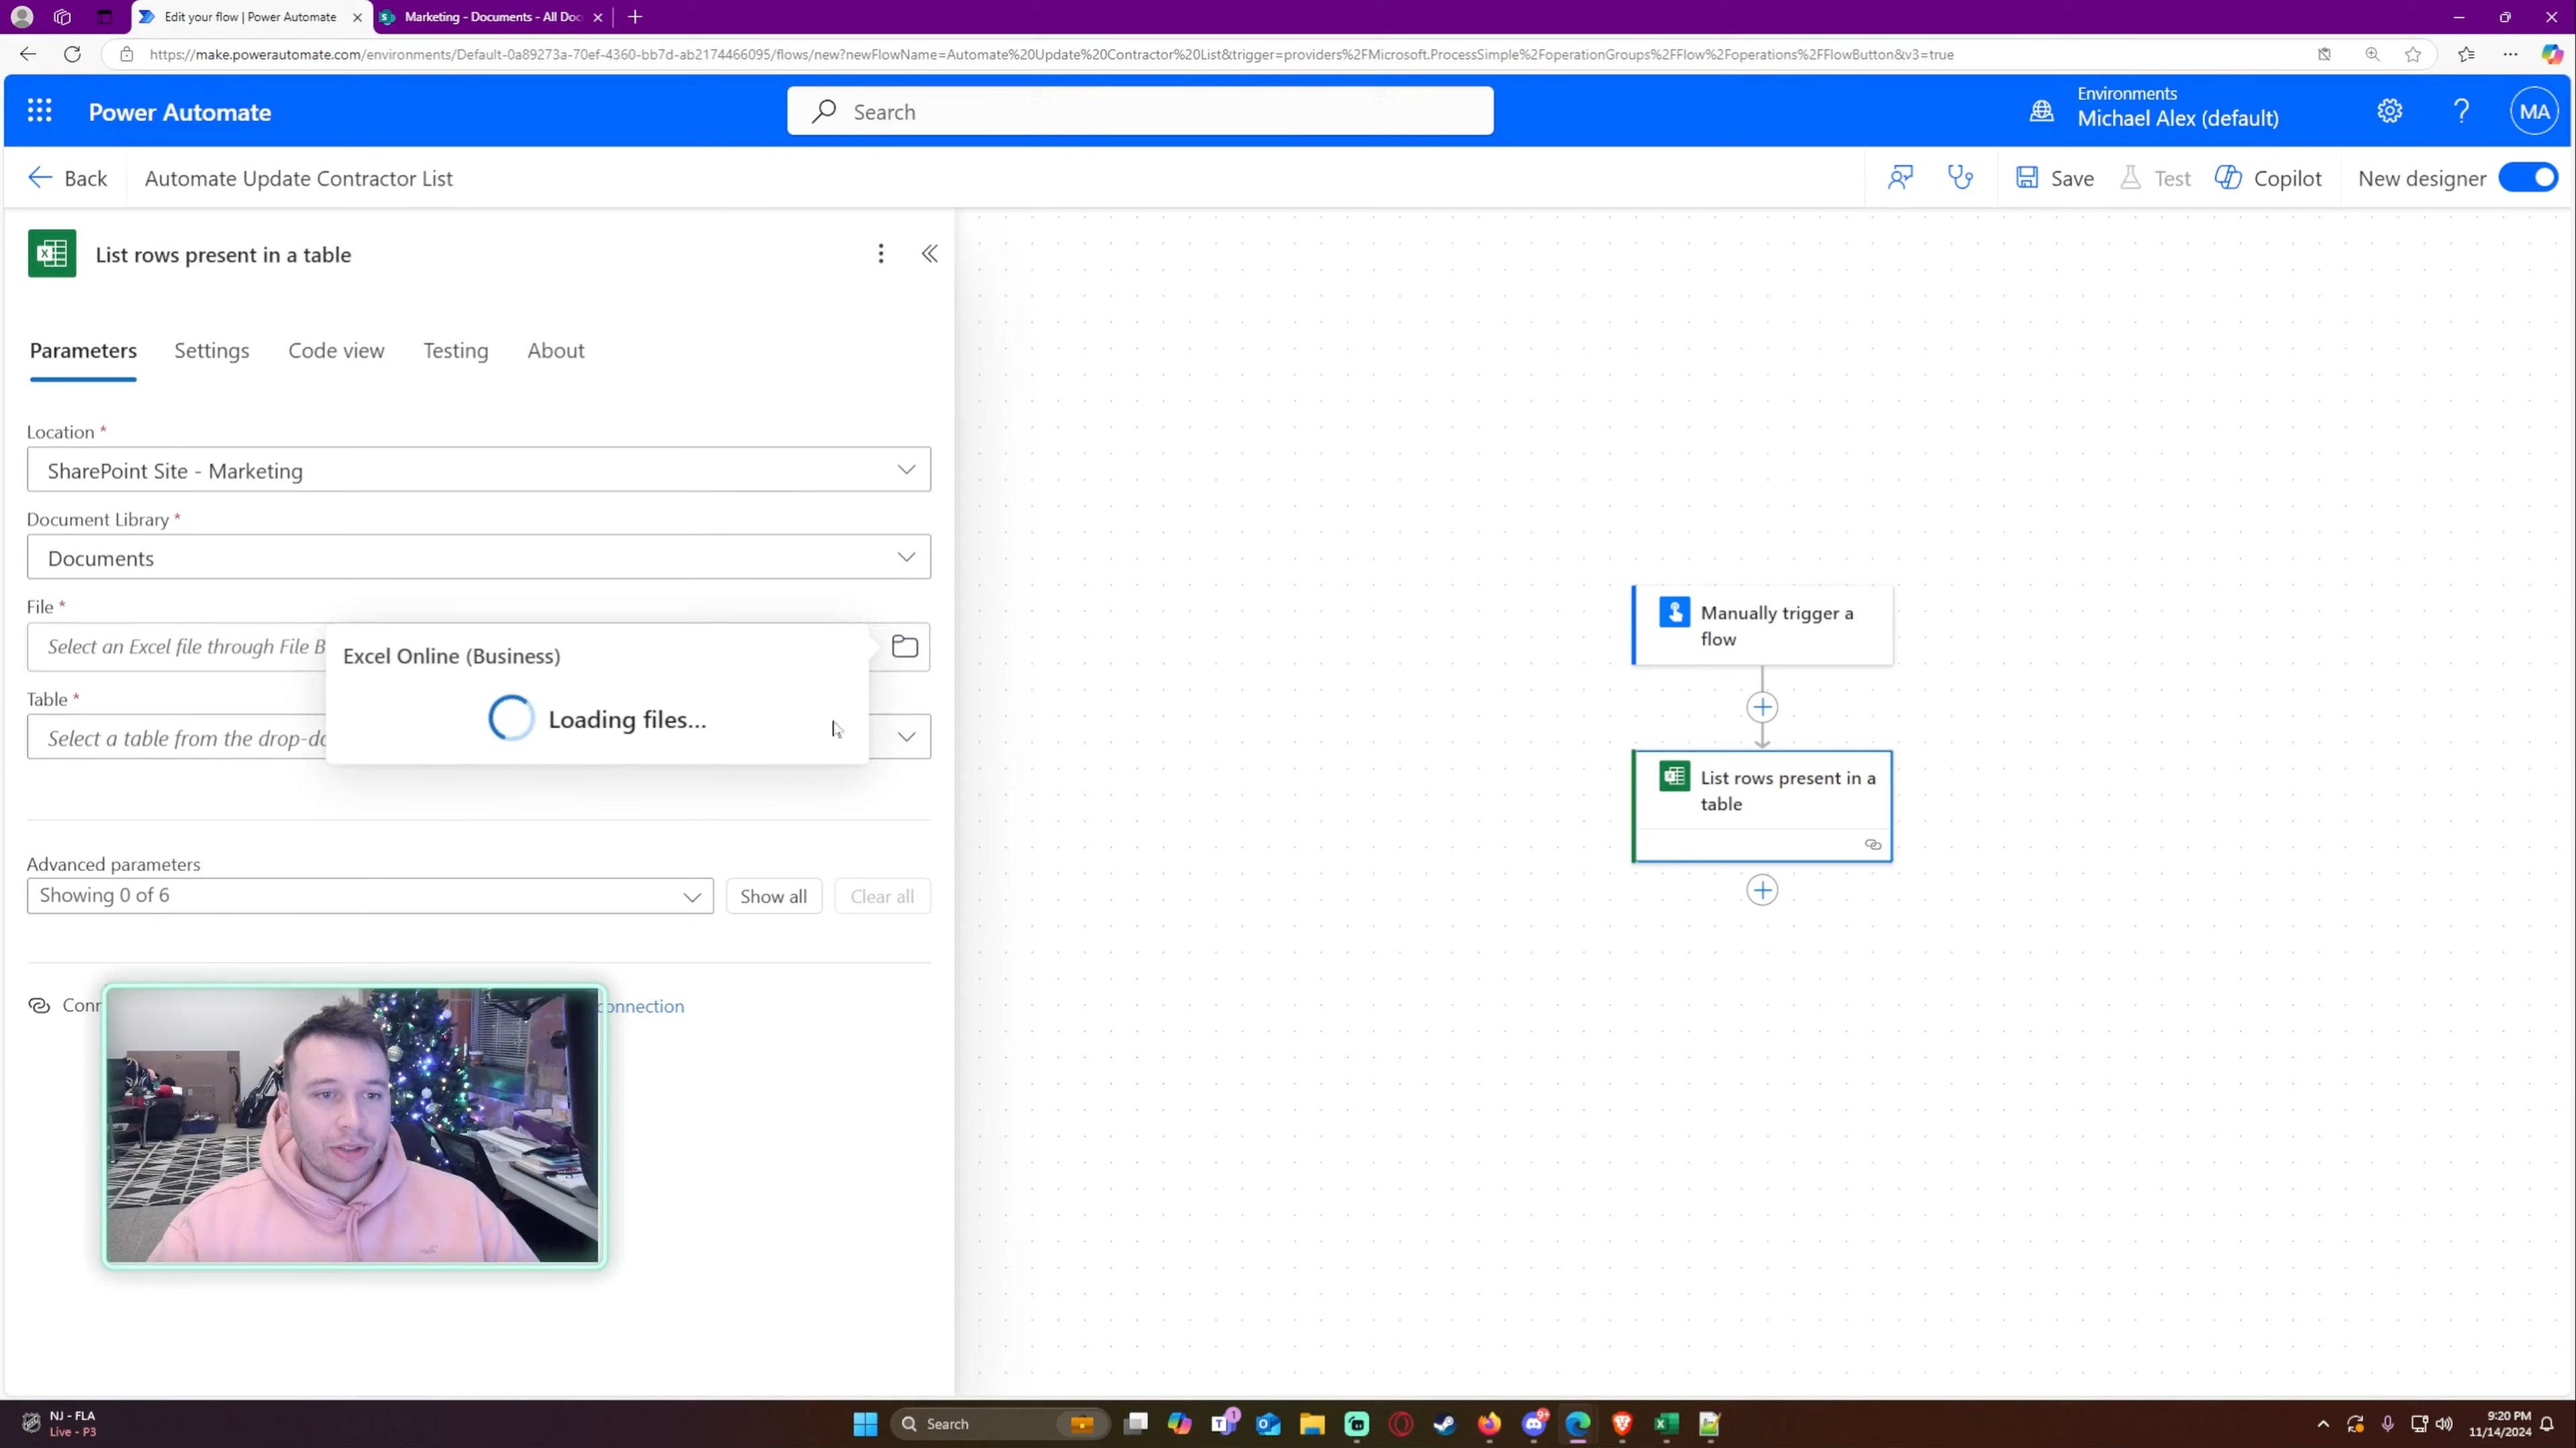 Edit your flow | Power Automate
Marketing - Documents - All Doc
https://make.powerautomate.com/environments/Default-0a89273a-70ef-4360-bb7d-ab2174466095/flows/new?newFlowName=Automate%20Update%20Contractor%20List&trigger=providers%2FMicrosoft.ProcessSimple%2FoperationGroups%2FFlow%2Foperations%2FFlowButton&v3=true
Power Automate
Search
Environments
Michael Alex (default)
MA
Back
Automate Update Contractor List
Save
Test
Copilot
New designer
List rows present in a table
Parameters
Settings
Code view
Testing
About
Location *
SharePoint Site - Marketing
Document Library *
Documents
File *
Select an Excel file through File B
Excel Online (Business)
Loading files...
Table *
Select a table from the drop-do
Advanced parameters
Showing 0 of 6
Show all
Clear all
Conr
onnection
Manually trigger a
flow
List rows present in a
table
NJ - FLA
Live - P3
Search
1
9+
9:20 PM
11/14/2024